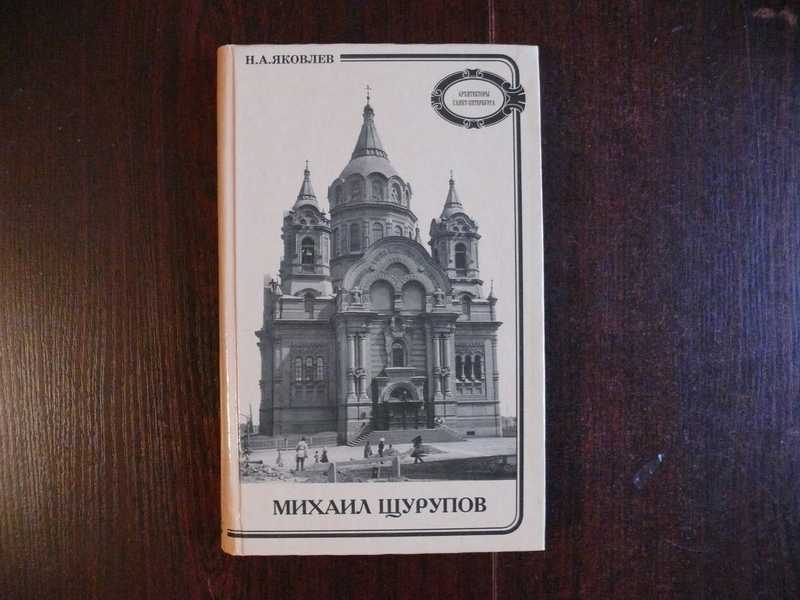 Н.А.ЯКОВЛЕВ
АРХИТЕКТОРЫ
САНКТ-ПЕТЕРБУРГА
МИХАИЛ ЩУРУПОВ